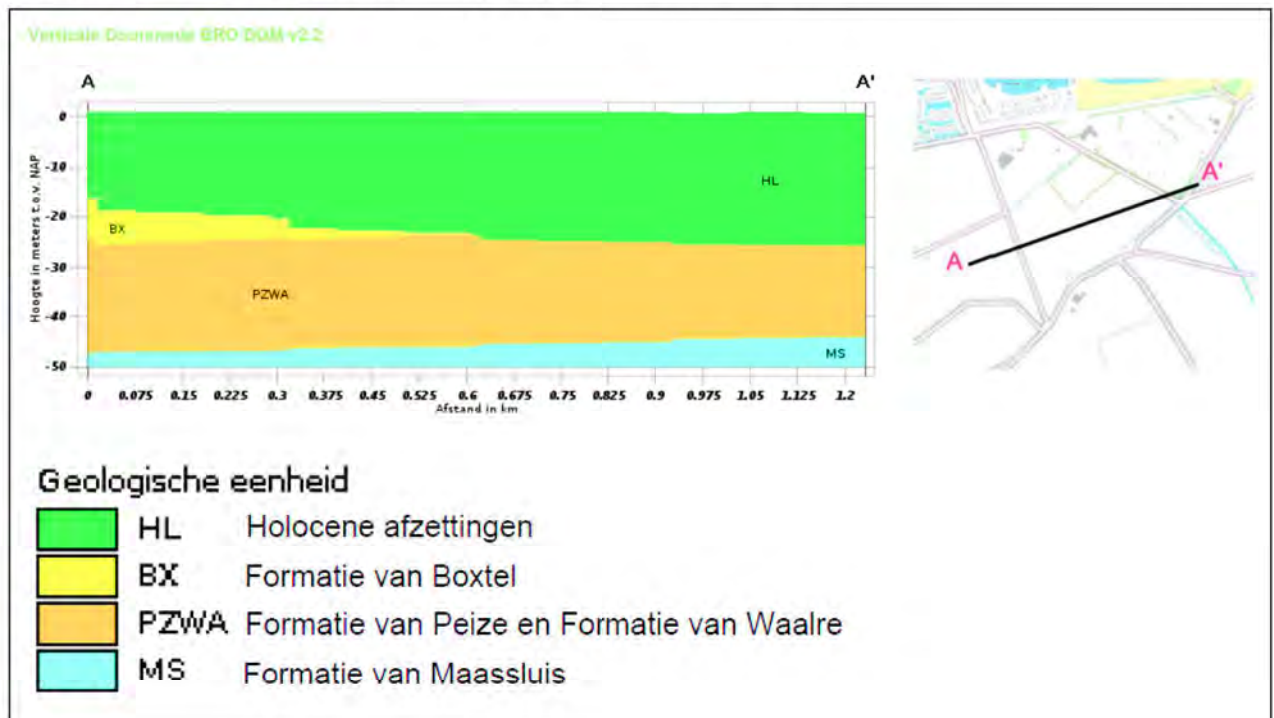 Verticale Doorsnede BRO DGM v2.2
A
A'
Hoogte in meters t.o.v. NAP
0
-10
-20
-30
-40
-50
HL
BX
PZWA
MS
0 0.075 0.15 0.225 0.3 0.375 0.45 0.525 0.6 0.675 0.75 0.825 0.9 0.975 1.05 1.125 1.2
Afstand in km
A'
A
Geologische eenheid
HL Holocene afzettingen
BX Formatie van Boxtel
PZWA Formatie van Peize en Formatie van Waalre
MS Formatie van Maassluis